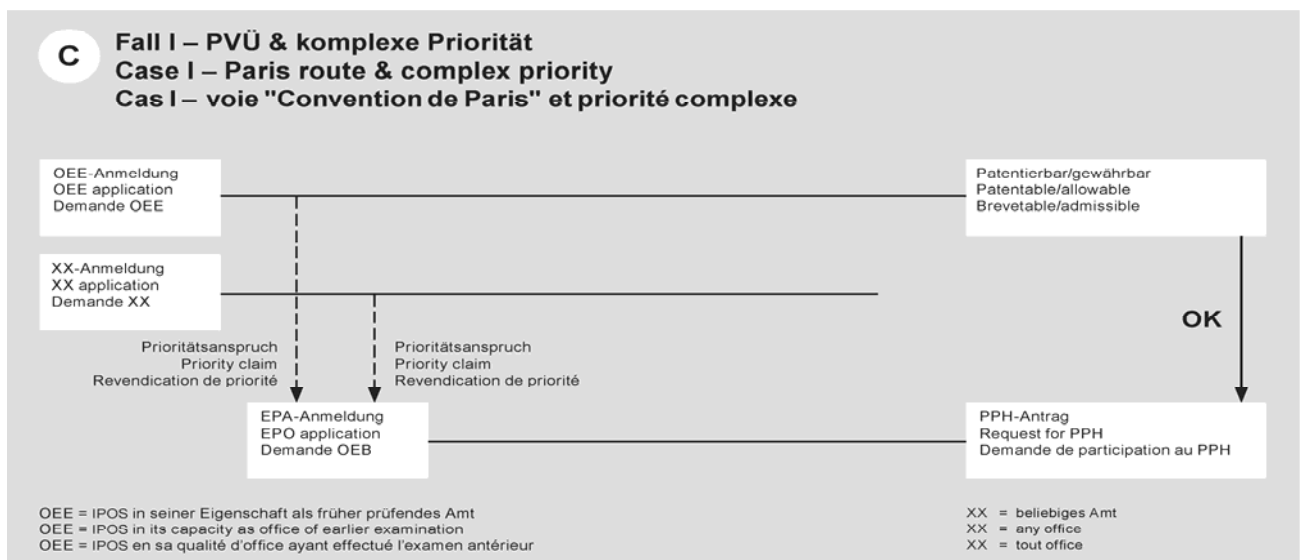 C
Fall I – PVÜ & komplexe Priorität
Case I – Paris route & complex priority
Cas I – voie "Convention de Paris" et priorité complexe
OEE-Anmeldung
OEE application
Demande OEE
Patentierbar/gewährbar
Patentable/allowable
Brevetable/admissible
XX-Anmeldung
XX application
Demande XX
OK
Prioritätsanspruch
Priority claim
Revendication de priorité
Prioritätsanspruch
Priority claim
Revendication de priorité
EPA-Anmeldung
EPO application
Demande OEB
PPH-Antrag
Request for PPH
Demande de participation au PPH
OEE = IPOS in seiner Eigenschaft als früher prüfendes Amt
OEE = IPOS in its capacity as office of earlier examination
OEE = IPOS en sa qualité d'office ayant effectué l'examen antérieur
XX = beliebiges Amt
XX = any office
XX = tout office